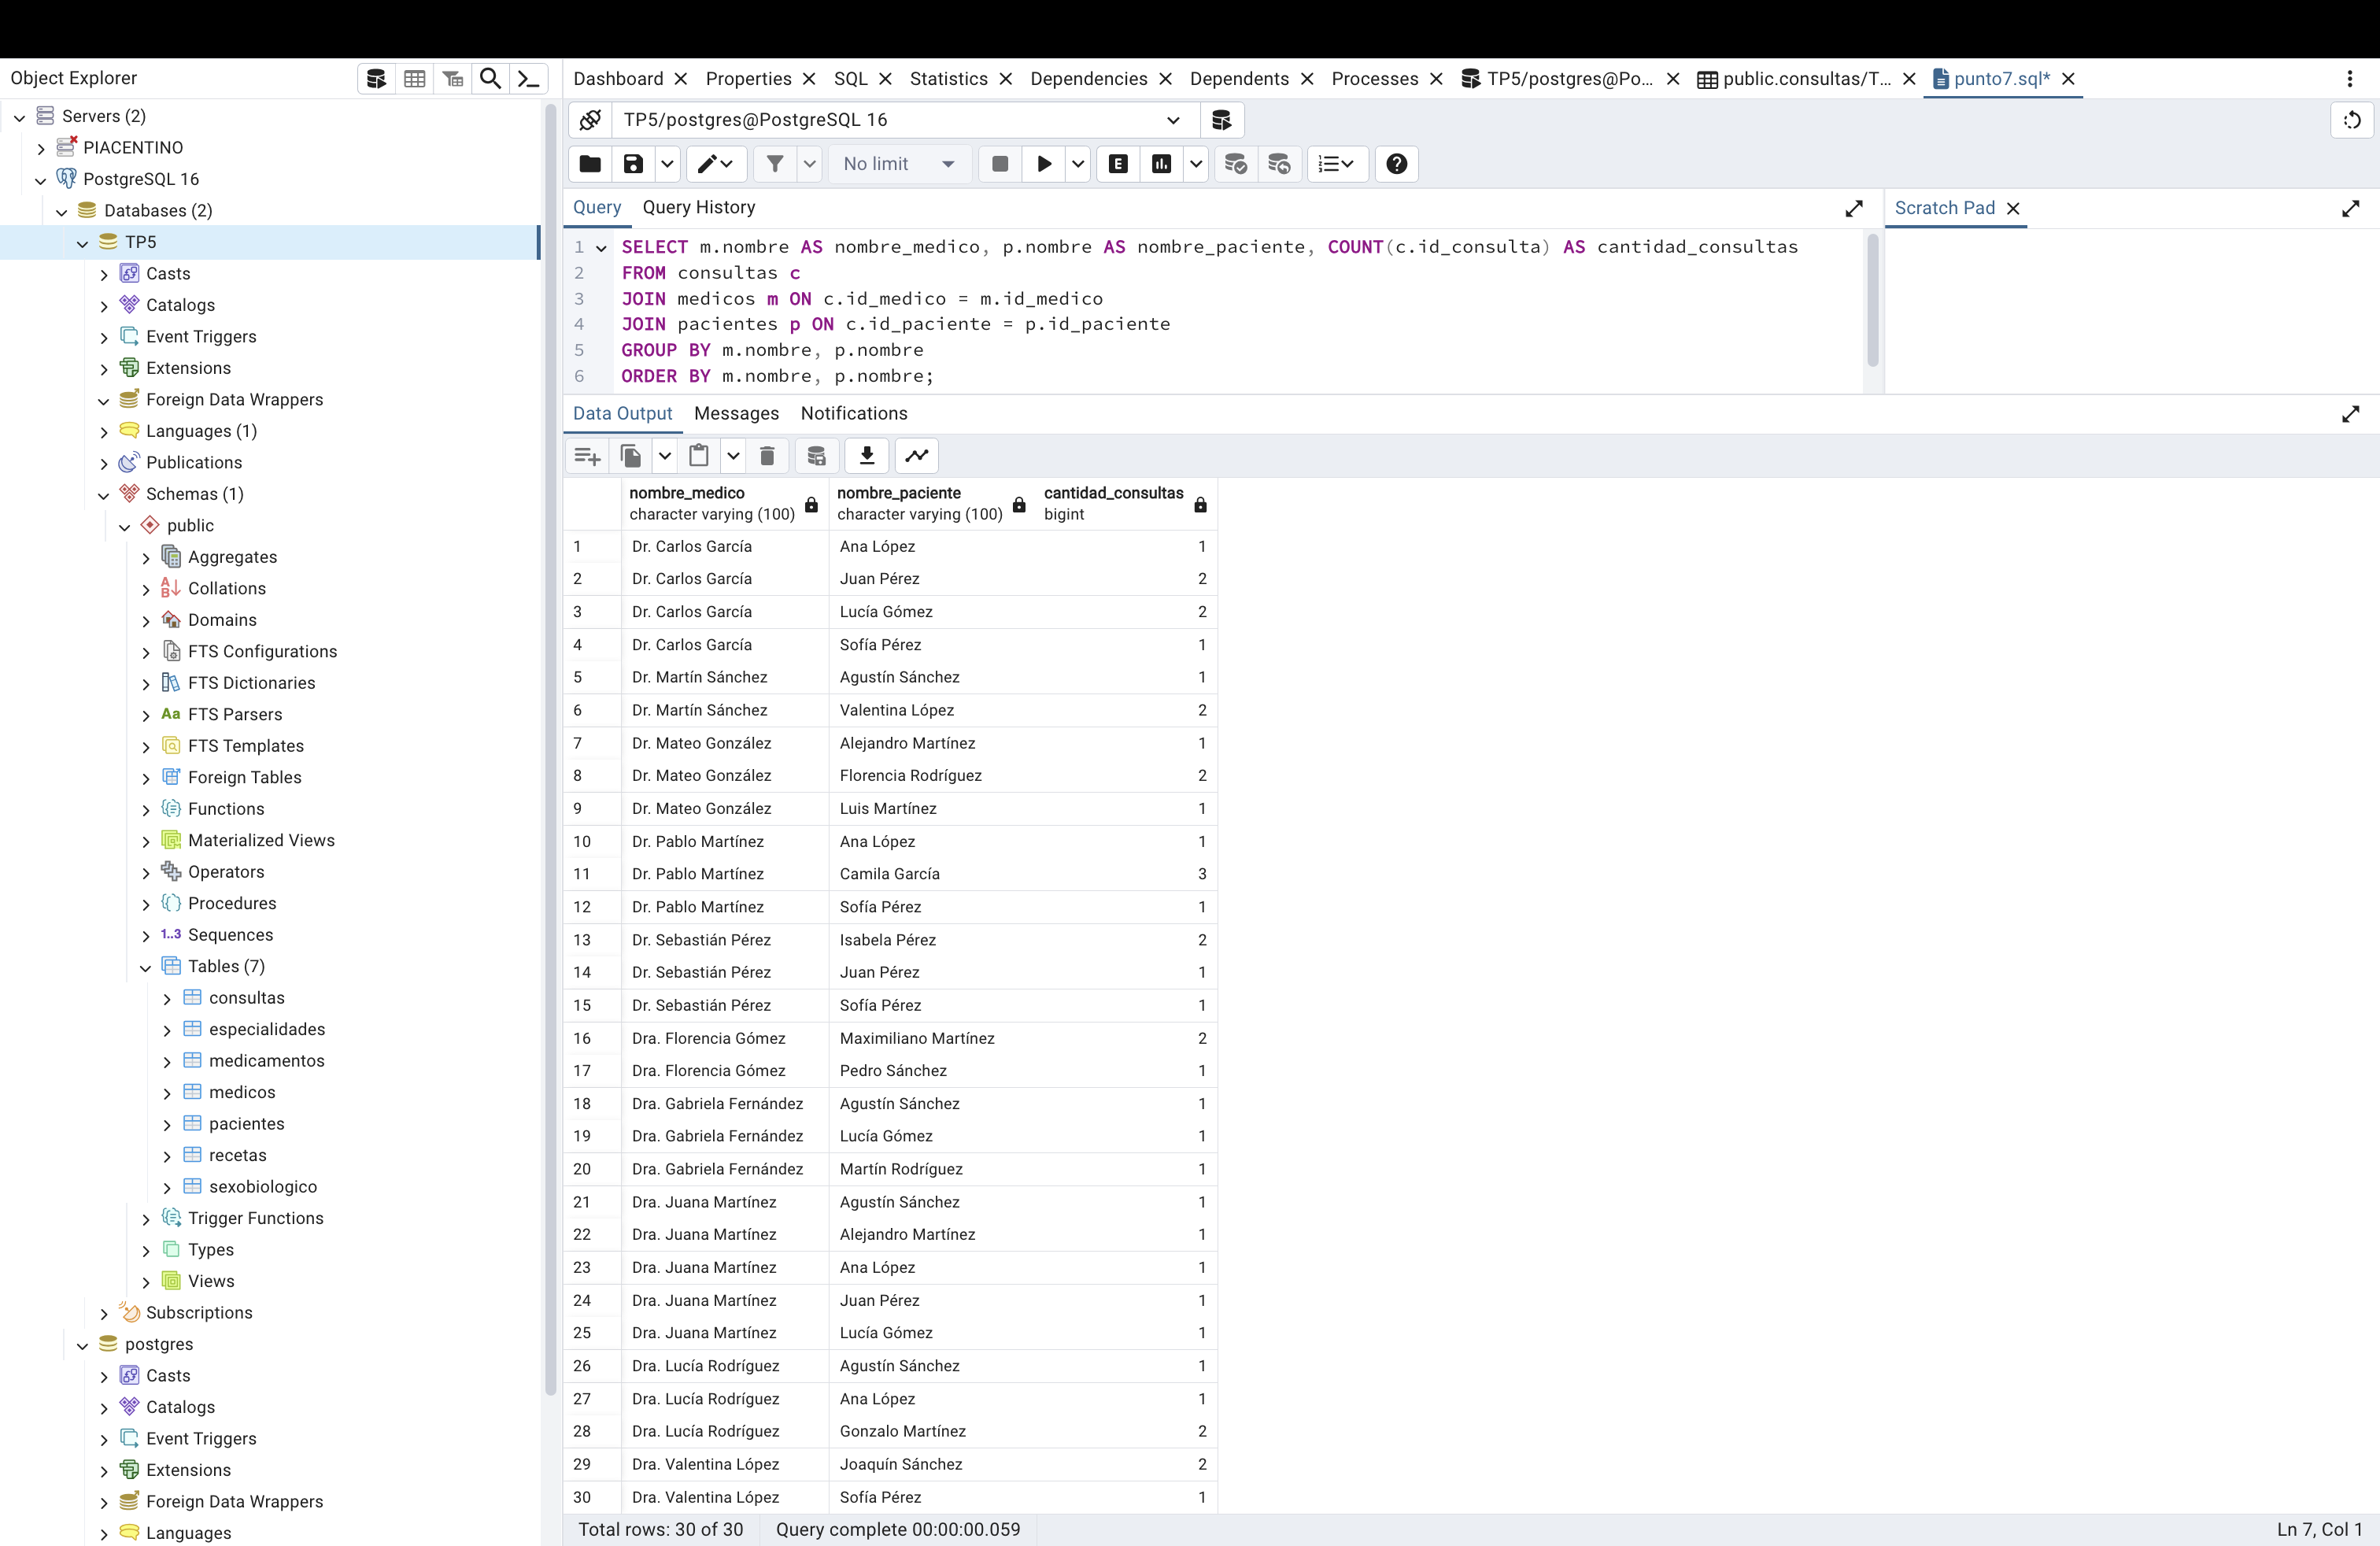 Object Explorer
Servers (2)
PIACENTINO
PostgreSQL 16
Databases (2)
TP5
Casts
Catalogs
Event Triggers
Extensions
Foreign Data Wrappers
Languages (1)
Publications
Schemas (1)
public
Aggregates
Collations
Domains
FTS Configurations
FTS Dictionaries
Aa FTS Parsers
FTS Templates
Foreign Tables
Functions
Materialized Views
Operators
Procedures
1..3 Sequences
Tables (7)
consultas
especialidades
medicamentos
medicos
pacientes
recetas
sexobiologico
Trigger Functions
Types
Views
Subscriptions
postgres
Casts
Catalogs
Event Triggers
Extensions
Foreign Data Wrappers
Languages
Dashboard Properties SQL Statistics Dependencies Dependents Processes TP5/postgres@Po... public.consultas/T... punto7.sql*
TP5/postgres@PostgreSQL 16
No limit E
Query Query History
Scratch Pad
1 SELECT m.nombre AS nombre_medico, p.nombre AS nombre_paciente, COUNT(c.id_consulta) AS cantidad_consultas
2 FROM consultas c
3 JOIN medicos m ON c.id_medico = m.id_medico
4 JOIN pacientes p ON c.id_paciente = p.id_paciente
5 GROUP BY m.nombre, p.nombre
6 ORDER BY m.nombre, p.nombre;
Data Output Messages Notifications
nombre_medico nombre_paciente cantidad_consultas
character varying (100) character varying (100) bigint
1 Dr. Carlos García Ana López 1
2 Dr. Carlos García Juan Pérez 2
3 Dr. Carlos García Lucía Gómez 2
4 Dr. Carlos García Sofía Pérez 1
5 Dr. Martín Sánchez Agustín Sánchez 1
6 Dr. Martín Sánchez Valentina López 2
7 Dr. Mateo González Alejandro Martínez 1
8 Dr. Mateo González Florencia Rodríguez 2
9 Dr. Mateo González Luis Martínez 1
10 Dr. Pablo Martínez Ana López 1
11 Dr. Pablo Martínez Camila García 3
12 Dr. Pablo Martínez Sofía Pérez 1
13 Dr. Sebastián Pérez Isabela Pérez 2
14 Dr. Sebastián Pérez Juan Pérez 1
15 Dr. Sebastián Pérez Sofía Pérez 1
16 Dra. Florencia Gómez Maximiliano Martínez 2
17 Dra. Florencia Gómez Pedro Sánchez 1
18 Dra. Gabriela Fernández Agustín Sánchez 1
19 Dra. Gabriela Fernández Lucía Gómez 1
20 Dra. Gabriela Fernández Martín Rodríguez 1
21 Dra. Juana Martínez Agustín Sánchez 1
22 Dra. Juana Martínez Alejandro Martínez 1
23 Dra. Juana Martínez Ana López 1
24 Dra. Juana Martínez Juan Pérez 1
25 Dra. Juana Martínez Lucía Gómez 1
26 Dra. Lucía Rodríguez Agustín Sánchez 1
27 Dra. Lucía Rodríguez Ana López 1
28 Dra. Lucía Rodríguez Gonzalo Martínez 2
29 Dra. Valentina López Joaquín Sánchez 2
30 Dra. Valentina López Sofía Pérez 1
Total rows: 30 of 30 Query complete 00:00:00.059 Ln 7, Col 1